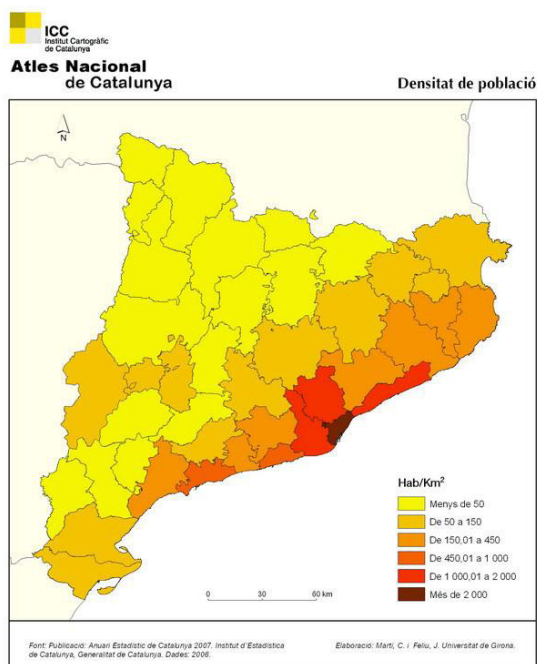 ICC
Institut Cartogràfic
de Catalunya
Atles Nacional
de Catalunya
Densitat de població
N
Hab/Km²
Menys de 50
De 50 a 150
De 150,01 a 450
De 450,01 a 1 000
De 1 000,01 a 2 000
Més de 2 000
0 30 60 km
Font: Publicació: Anuari Estadístic de Catalunya 2007. Institut d'Estadística
de Catalunya, Generalitat de Catalunya. Dades: 2006.
Elaboració: Martí, C. i Feliu, J. Universitat de Girona.